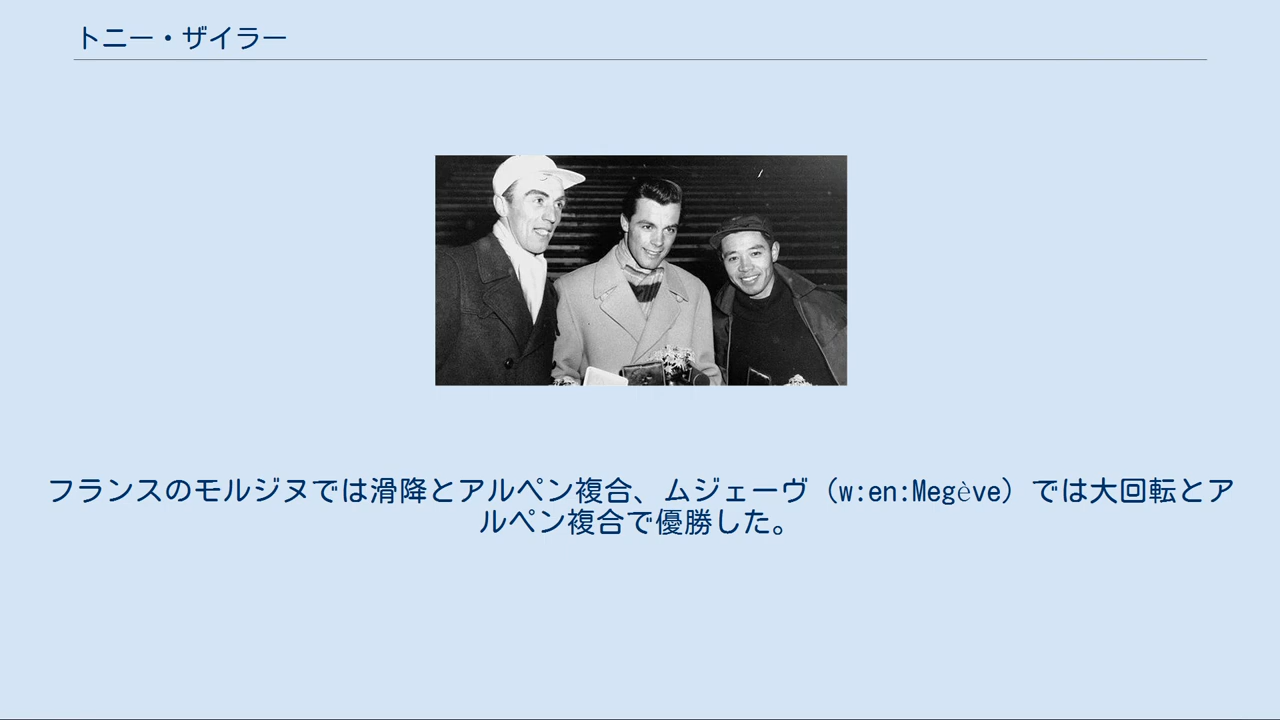 トニー・ザイラー
フランスのモルジヌでは滑降とアルペン複合、ムジェーヴ（w:en:Megève）では大回転とア
ルペン複合で優勝した。